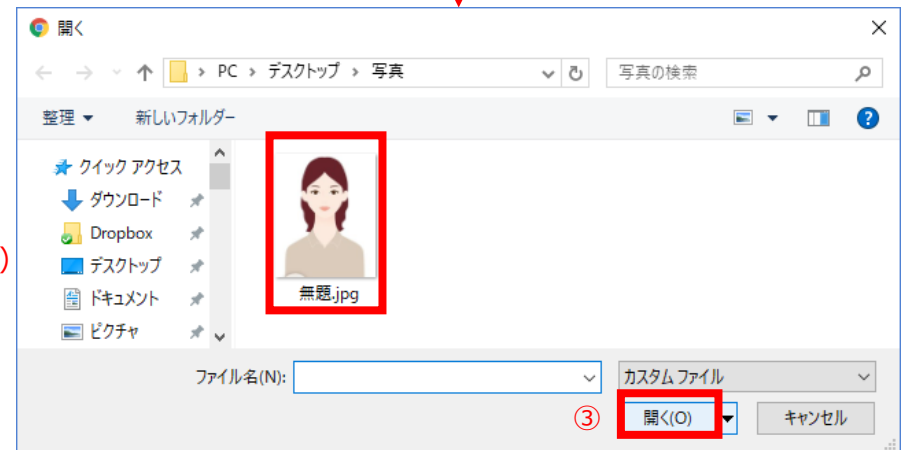 開く
PC › デスクトップ › 写真
写真の検索
整理
新しいフォルダー
クイック アクセス
ダウンロード
Dropbox
デスクトップ
ドキュメント
ピクチャ
)
無題.jpg
ファイル名(N):
カスタム ファイル
③
開く(O)
キャンセル